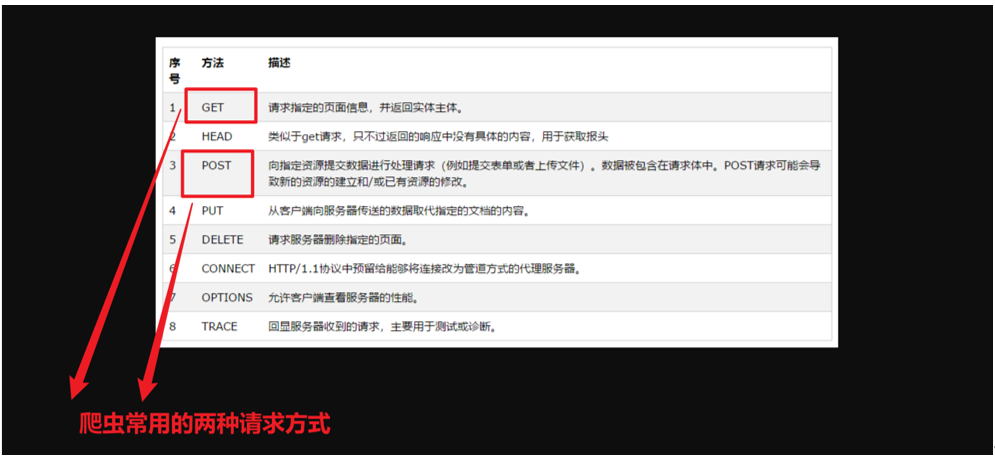 序号 方法 描述
1 GET 请求指定的页面信息，并返回实体主体。
2 HEAD 类似于get请求，只不过返回的响应中没有具体的内容，用于获取报头
3 POST 向指定资源提交数据进行处理请求（例如提交表单或者上传文件）。数据被包含在请求体中。POST请求可能会导
致新的资源的建立和/或已有资源的修改。
4 PUT 从客户端向服务器传送的数据取代指定的文档的内容。
5 DELETE 请求服务器删除指定的页面。
6 CONNECT HTTP/1.1协议中预留给能够将连接改为管道方式的代理服务器。
7 OPTIONS 允许客户端查看服务器的性能。
8 TRACE 回显服务器收到的请求，主要用于测试或诊断。
爬虫常用的两种请求方式